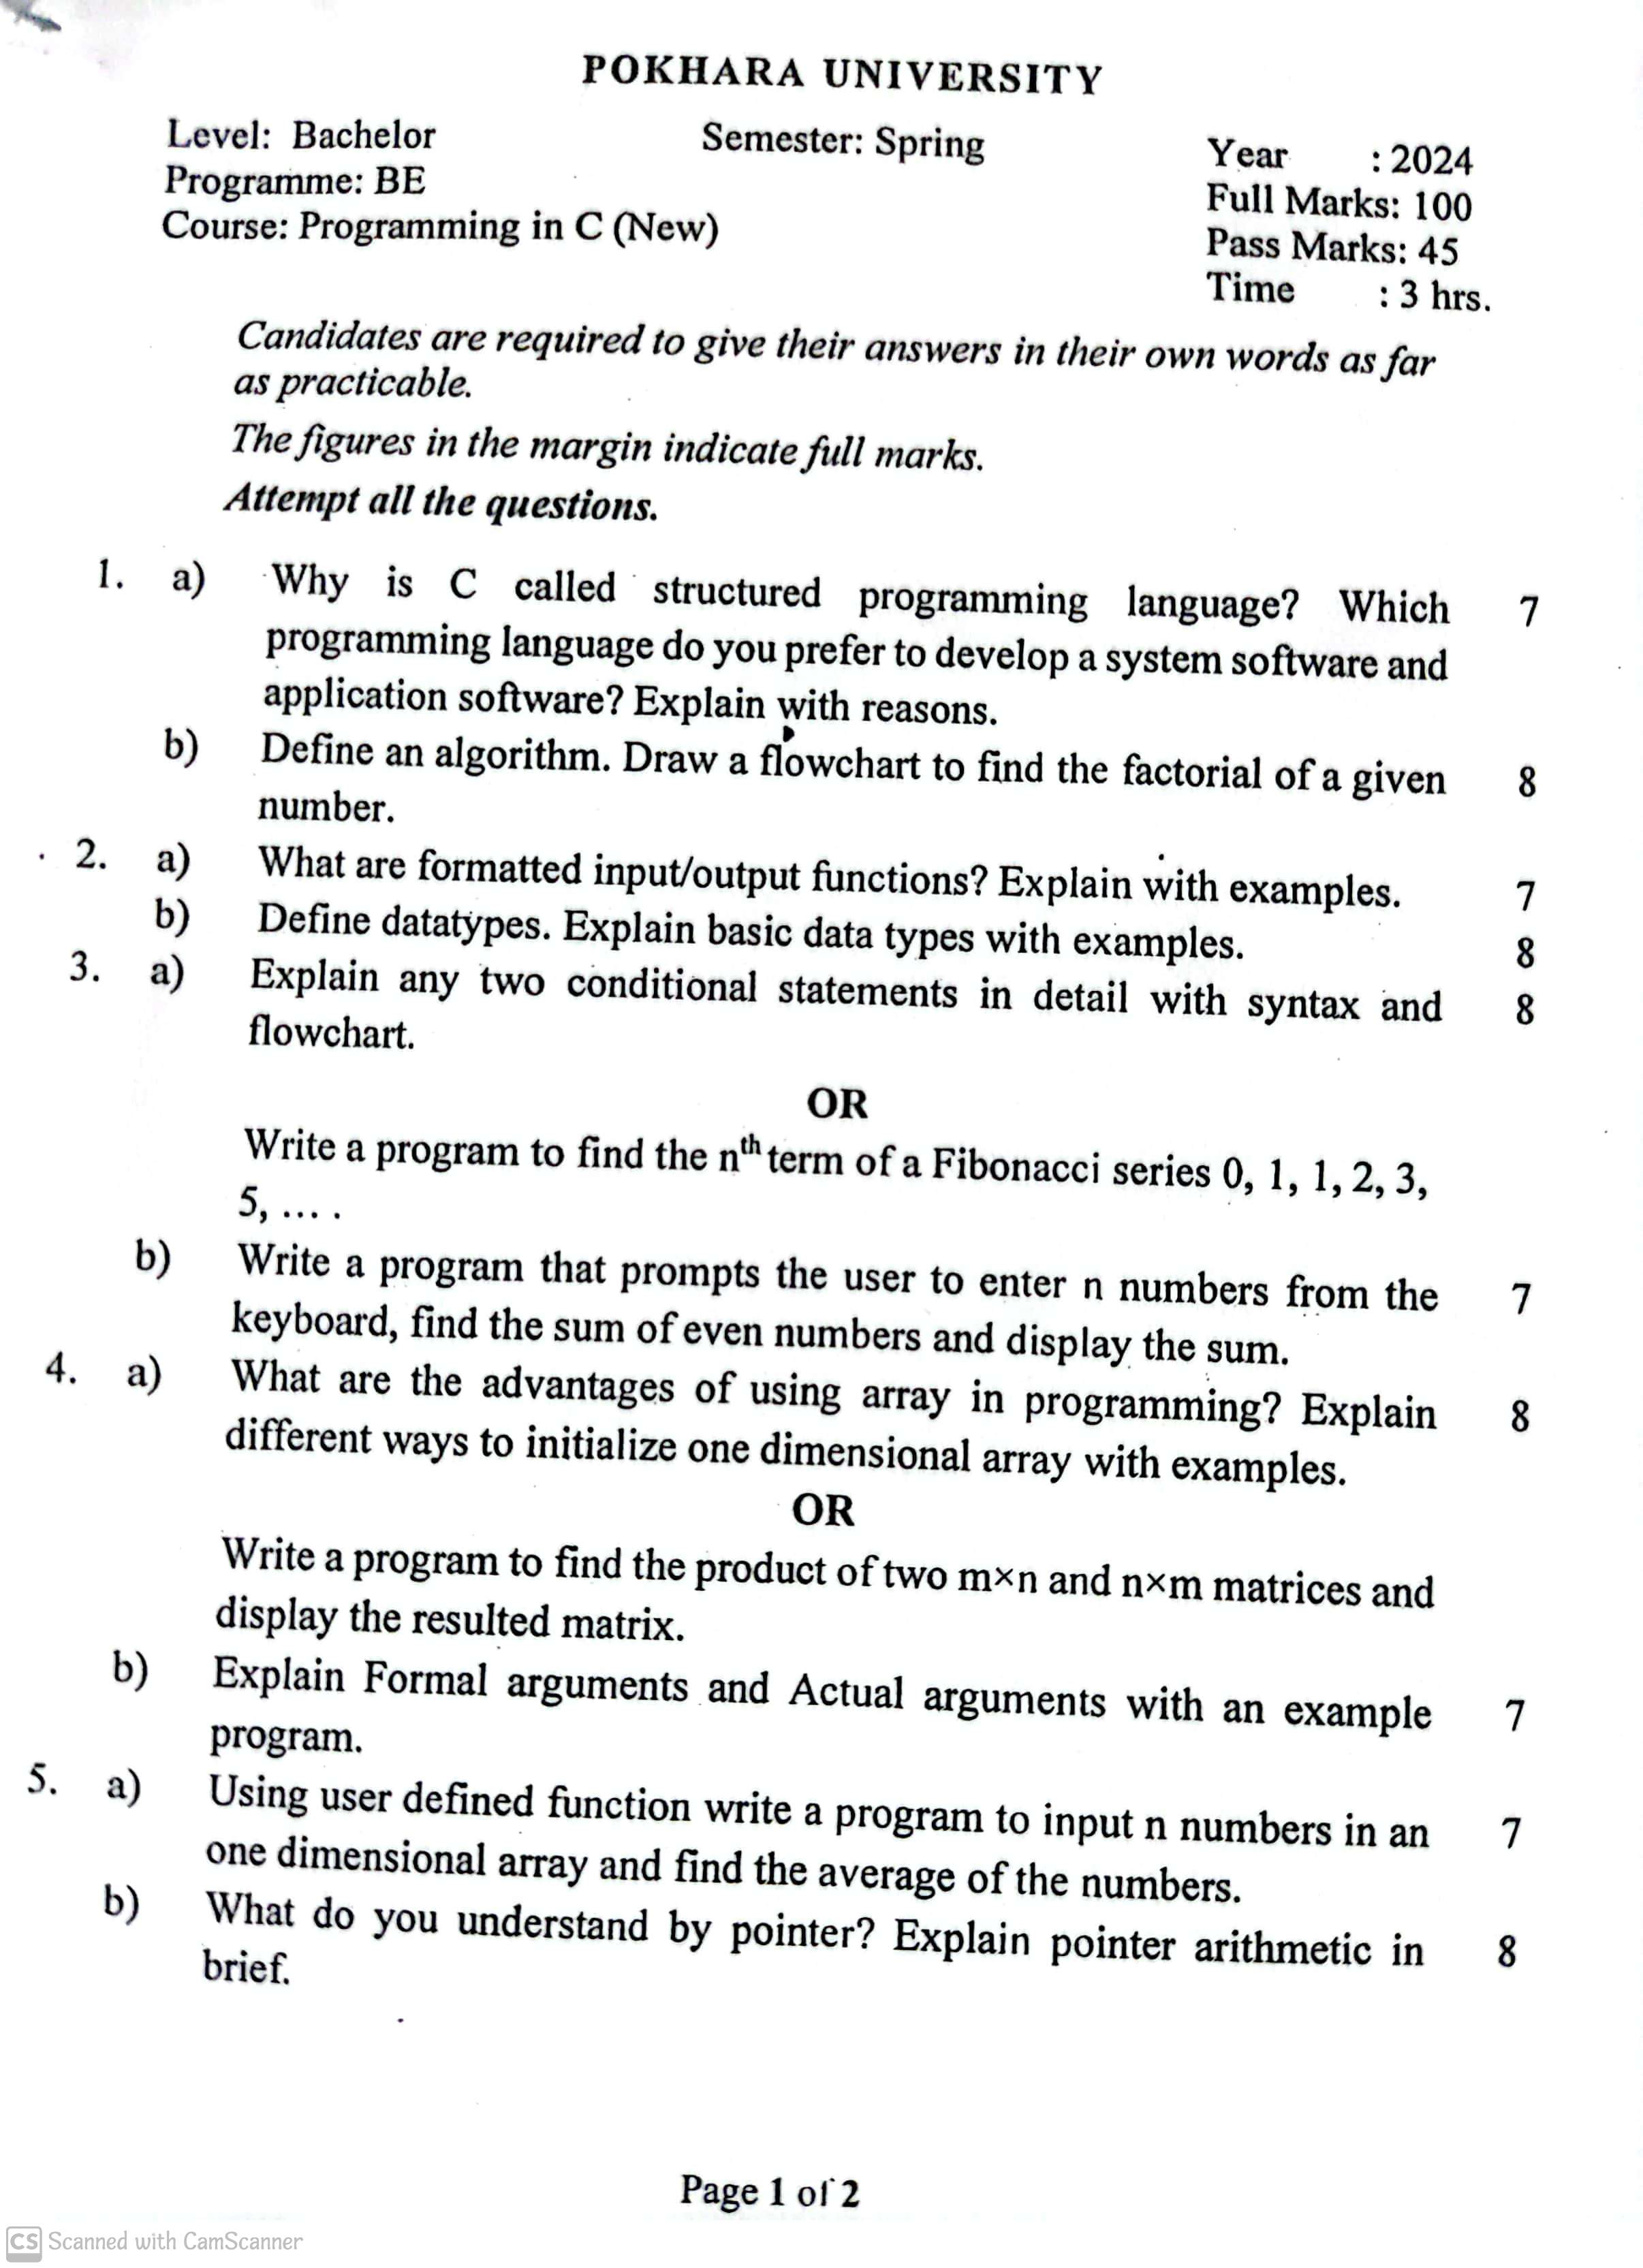 POKHARA UNIVERSITY
Level: Bachelor Semester: Spring Year : 2024
Programme: BE Full Marks: 100
Course: Programming in C (New) Pass Marks: 45
Time : 3 hrs.
Candidates are required to give their answers in their own words as far
as practicable.
The figures in the margin indicate full marks.
Attempt all the questions.
1. a) Why is C called structured programming language? Which 7
programming language do you prefer to develop a system software and
application software? Explain with reasons.
b) Define an algorithm. Draw a flowchart to find the factorial of a given 8
number.
2. a) What are formatted input/output functions? Explain with examples. 7
b) Define datatypes. Explain basic data types with examples. 8
3. a) Explain any two conditional statements in detail with syntax and 8
flowchart.
OR
Write a program to find the nth term of a Fibonacci series 0, 1, 1, 2, 3,
5, ... .
b) Write a program that prompts the user to enter n numbers from the 7
keyboard, find the sum of even numbers and display the sum.
4. a) What are the advantages of using array in programming? Explain 8
different ways to initialize one dimensional array with examples.
OR
Write a program to find the product of two m×n and n×m matrices and
display the resulted matrix.
b) Explain Formal arguments and Actual arguments with an example 7
program.
5. a) Using user defined function write a program to input n numbers in an 7
one dimensional array and find the average of the numbers.
b) What do you understand by pointer? Explain pointer arithmetic in 8
brief.
Page 1 of 2
CS Scanned with CamScanner